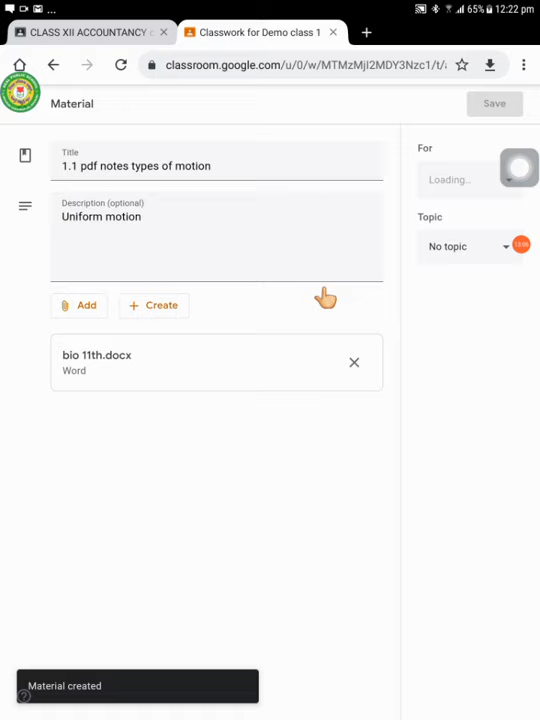 ... 65% 12:22 pm
CLASS XII ACCOUNTANCY
Classwork for Demo class 1
classroom.google.com/u/0/w/MTMzMjI2MDY3Nzc1/t/
Material
Save
Title
1.1 pdf notes types of motion
Description (optional)
Uniform motion
Add
Create
bio 11th.docx
Word
For
Loading...
Topic
No topic
Material created